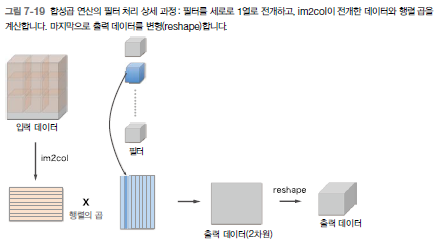 그림 7-19 합성곱 연산의 필터 처리 상세 과정 : 필터를 세로로 1열로 전개하고, im2col이 전개한 데이터와 행렬 곱을
계산합니다. 마지막으로 출력 데이터를 변형(reshape)합니다.
입력 데이터
필터
im2col
X
행렬의 곱
reshape
출력 데이터(2차원)
출력 데이터